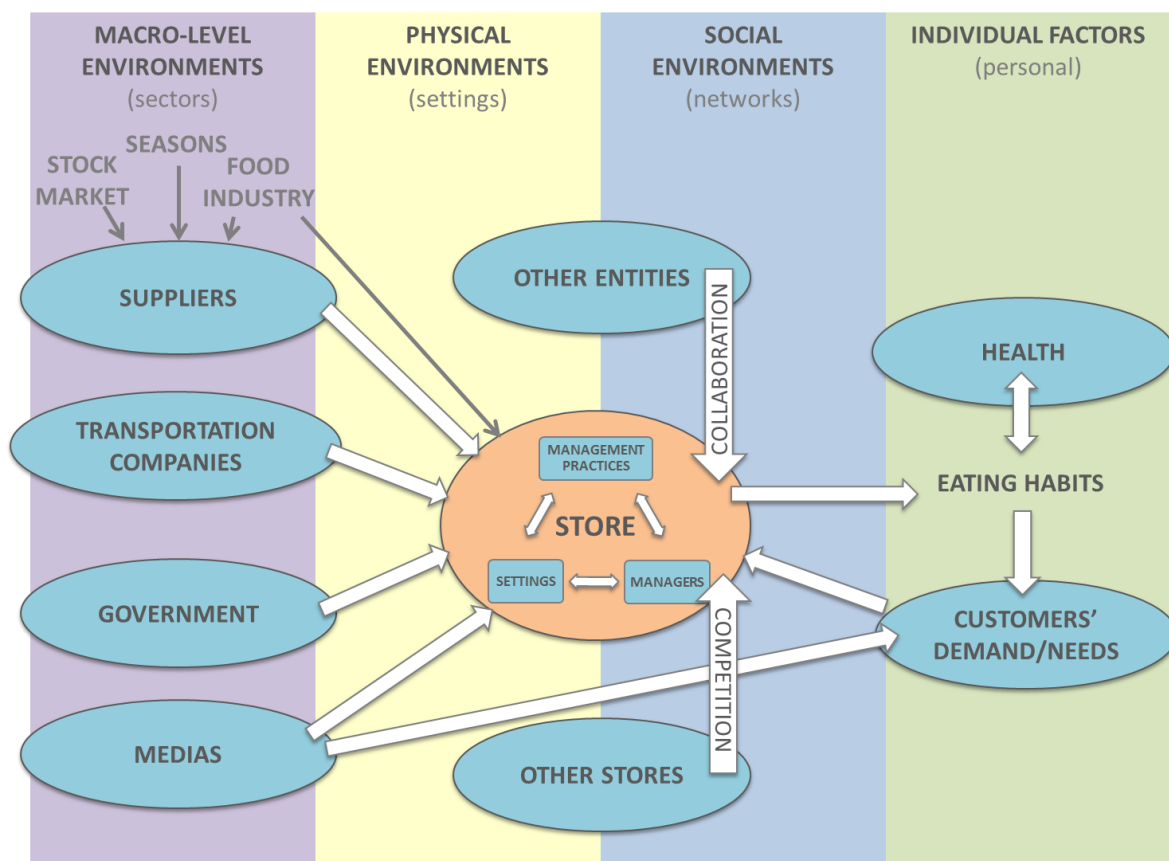 MACRO-LEVEL
ENVIRONMENTS
(sectors)
PHYSICAL
ENVIRONMENTS
(settings)
SOCIAL
ENVIRONMENTS
(networks)
INDIVIDUAL FACTORS
(personal)
SEASONS
STOCK
MARKET
FOOD
INDUSTRY
SUPPLIERS
OTHER ENTITIES
COLLABORATION
HEALTH
TRANSPORTATION
COMPANIES
MANAGEMENT
PRACTICES
EATING HABITS
STORE
SETTINGS
MANAGERS
GOVERNMENT
CUSTOMERS’
DEMAND/NEEDS
COMPETITION
MEDIAS
OTHER STORES